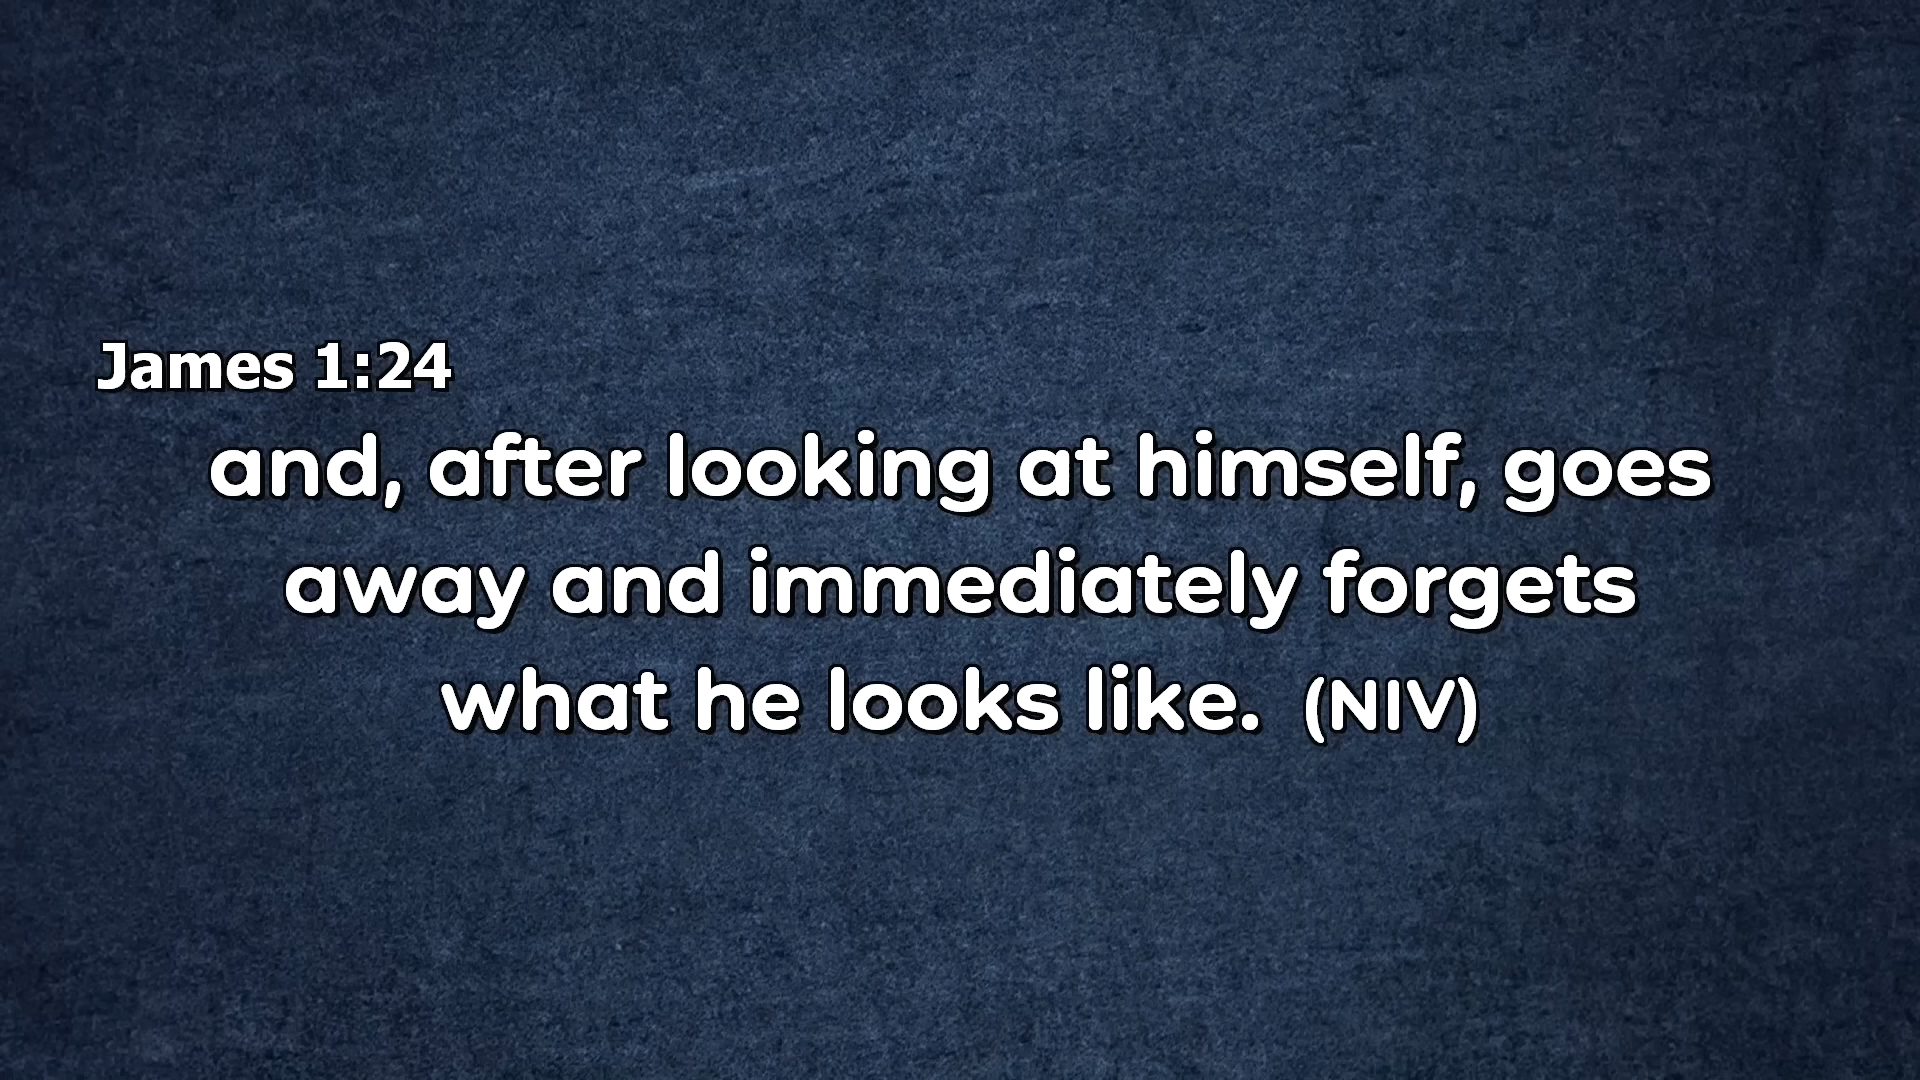 James 1:24
and, after looking at himself, goes
away and immediately forgets
what he looks like. (NIV)